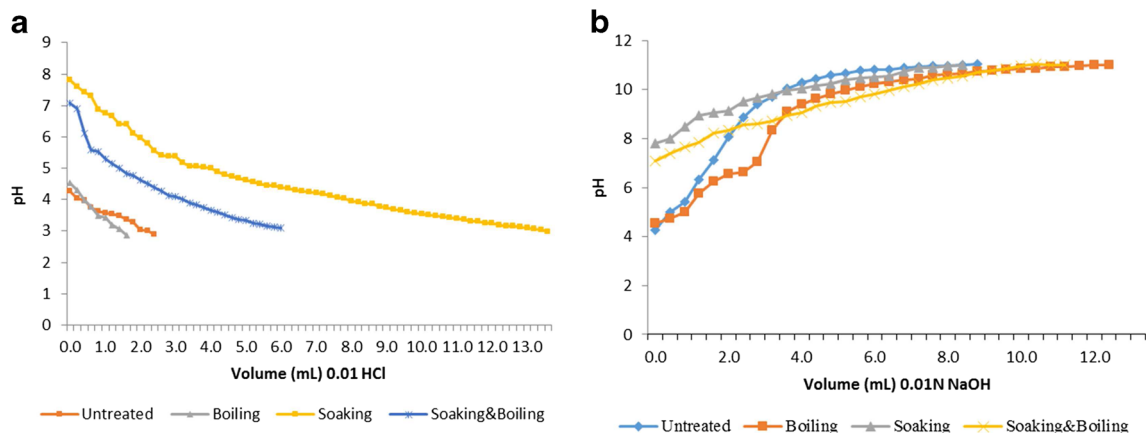 a
9
8
7
6
5
4
3
2
1
0
pH
0.0 1.0 2.0 3.0 4.0 5.0 6.0 7.0 8.0 9.0 10.0 11.0 12.0 13.0
Volume (mL) 0.01 HCl
Untreated Boiling Soaking Soaking&Boiling
b
12
10
8
6
4
2
0
pH
0.0 2.0 4.0 6.0 8.0 10.0 12.0
Volume (mL) 0.01N NaOH
Untreated Boiling Soaking Soaking&Boiling